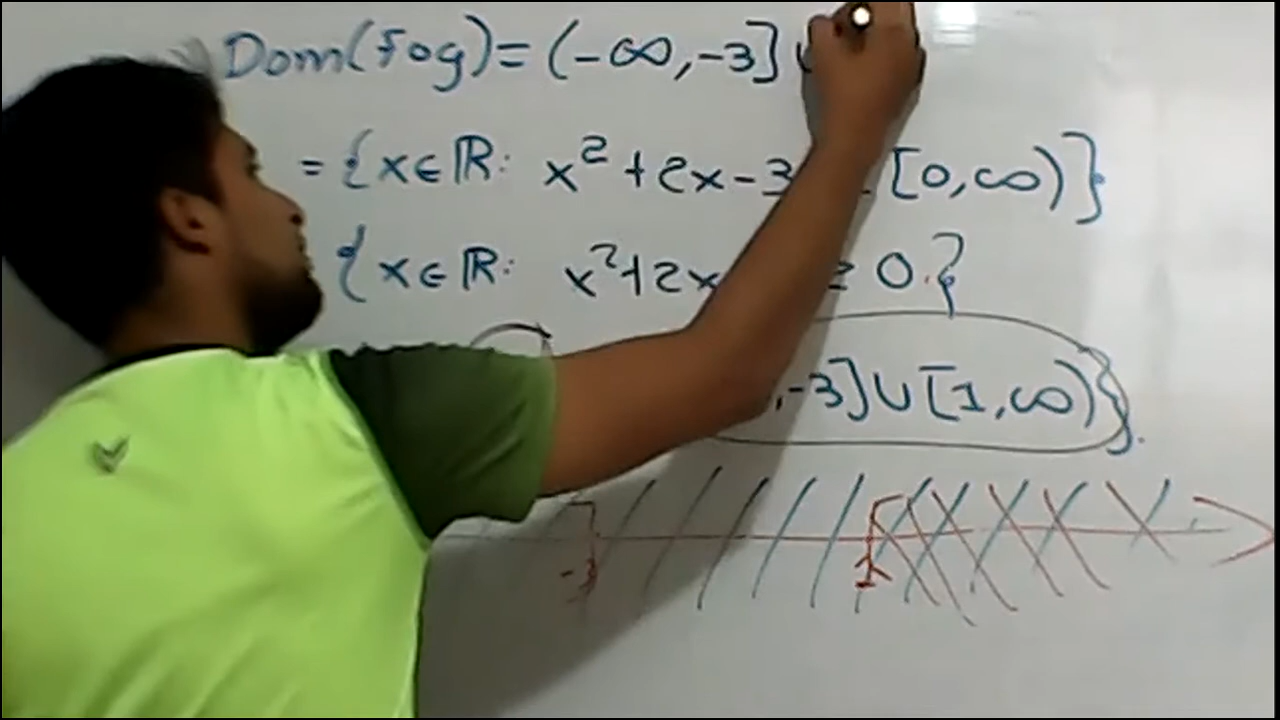 Dom(fog)= (-∞,-3] ∪
= {x∈ℝ: x²+2x-3 [0,∞)}
{x∈ℝ: x²+2x ≥ 0.}
,-3]∪[1,∞)}.
-3 1